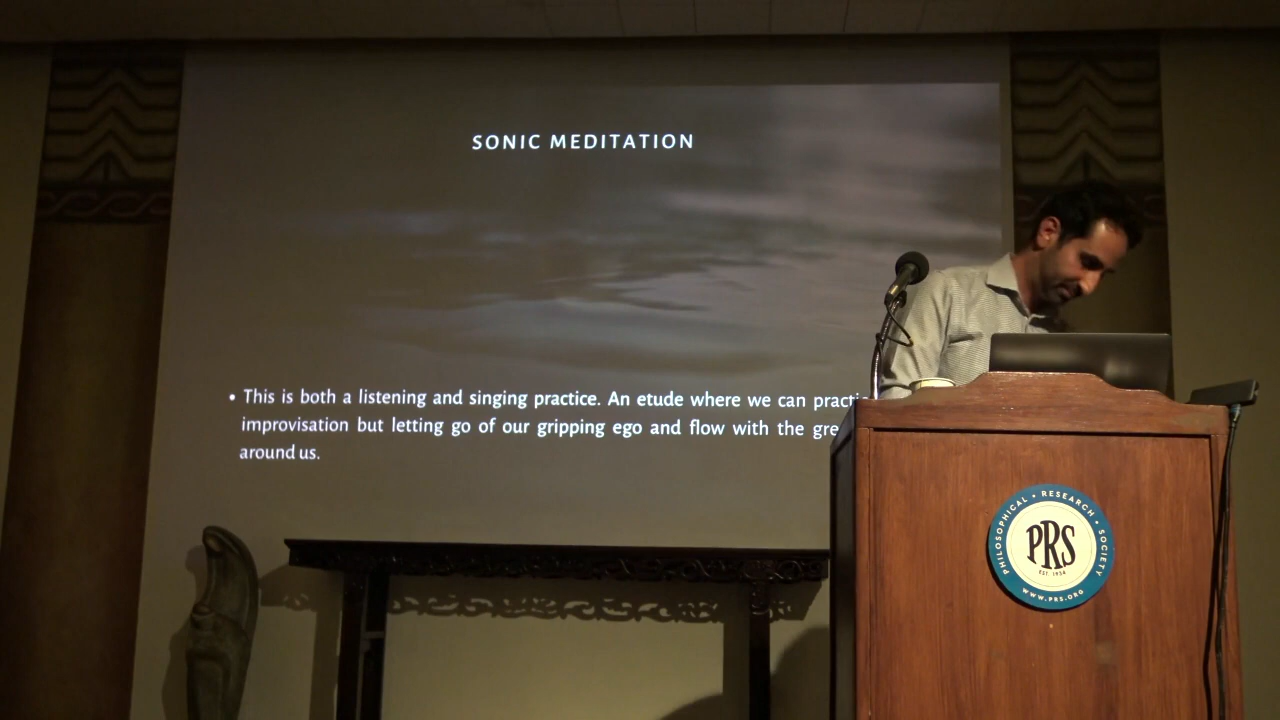 SONIC MEDITATION
• This is both a listening and singing practice. An etude where we can
improvisation but letting go of our gripping ego and flow with the
around us.
PHILOSOPHICAL • RESEARCH • SOCIETY
PRS
EST. 1934
WWW.PRS.ORG